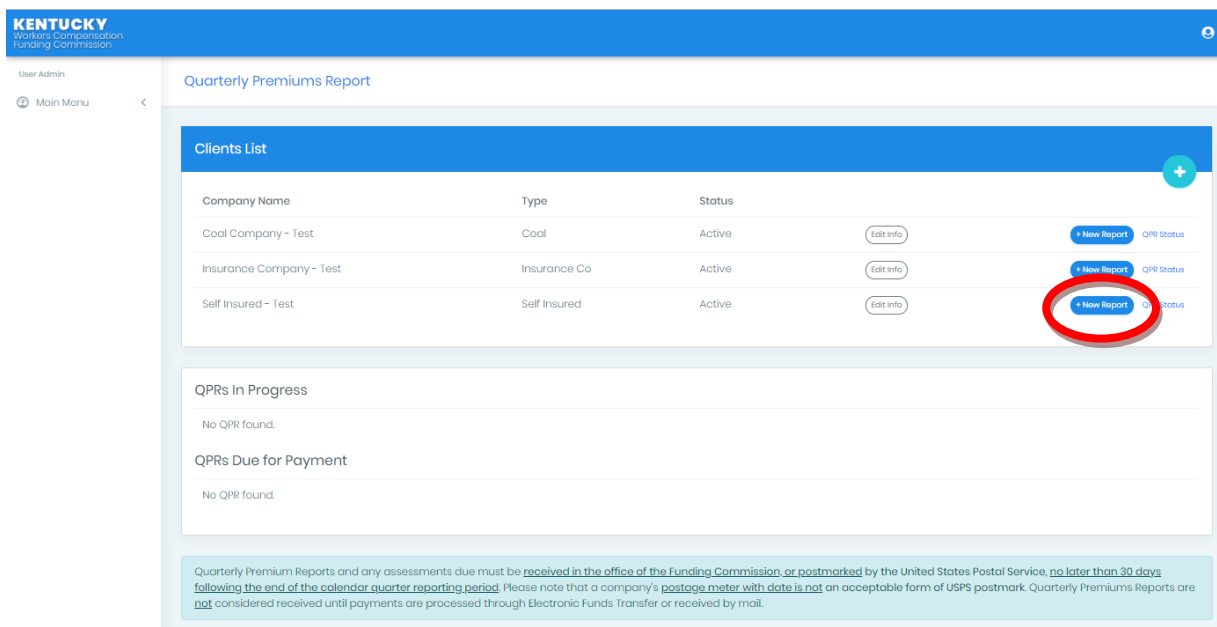 KENTUCKY
Workers Compensation
Funding Commission
User Admin
Main Manu
Quarterly Premiums Report
Clients List
+
Company Name Type Status
Coal Company - Test Coal Active Edit Info + New Report QPR Status
Insurance Company - Test Insurance Co Active Edit Info + New Report QPR Status
Self Insured - Test Self Insured Active Edit Info + New Report QPR Status
QPRs In Progress
No QPR found.
QPRs Due for Payment
No QPR found.
Quarterly Premium Reports and any assessments due must be received in the office of the Funding Commission, or postmarked by the United States Postal Service, no later than 30 days
following the end of the calendar quarter reporting period. Please note that a company's postage meter with date is not an acceptable form of USPS postmark. Quarterly Premiums Reports are
not considered received until payments are processed through Electronic Funds Transfer or received by mail.